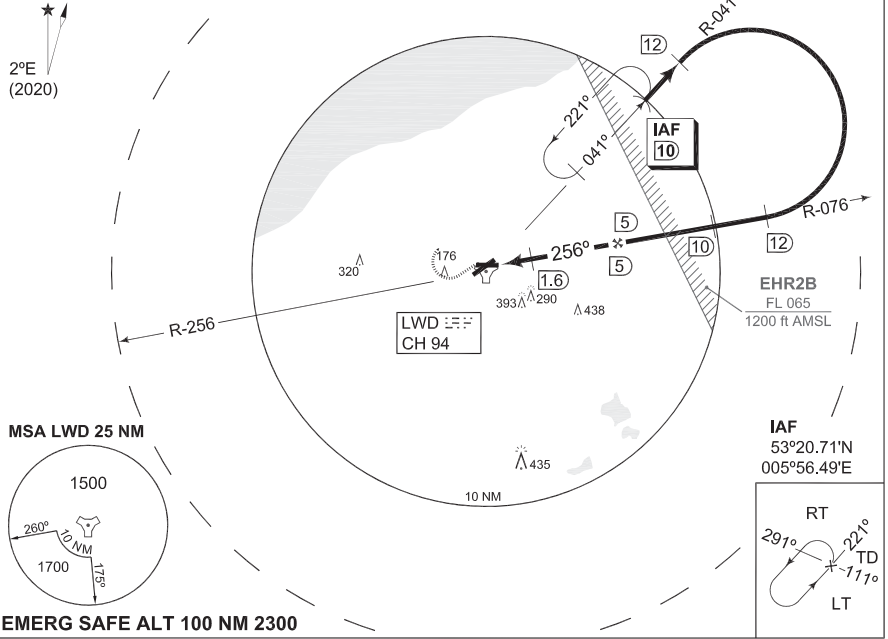 R-041
12
2ºE
(2020)
221º
041º
IAF
10
R-076
5
256º
5
10
12
176
320
1.6
EHR2B
FL 065
1200 ft AMSL
393
290
438
R-256
LWD
CH 94
MSA LWD 25 NM
IAF
53º20.71'N
005º56.49'E
435
10 NM
1500
260º
10 NM
1700
175º
RT
291º
221º
TD
111º
LT
EMERG SAFE ALT 100 NM 2300